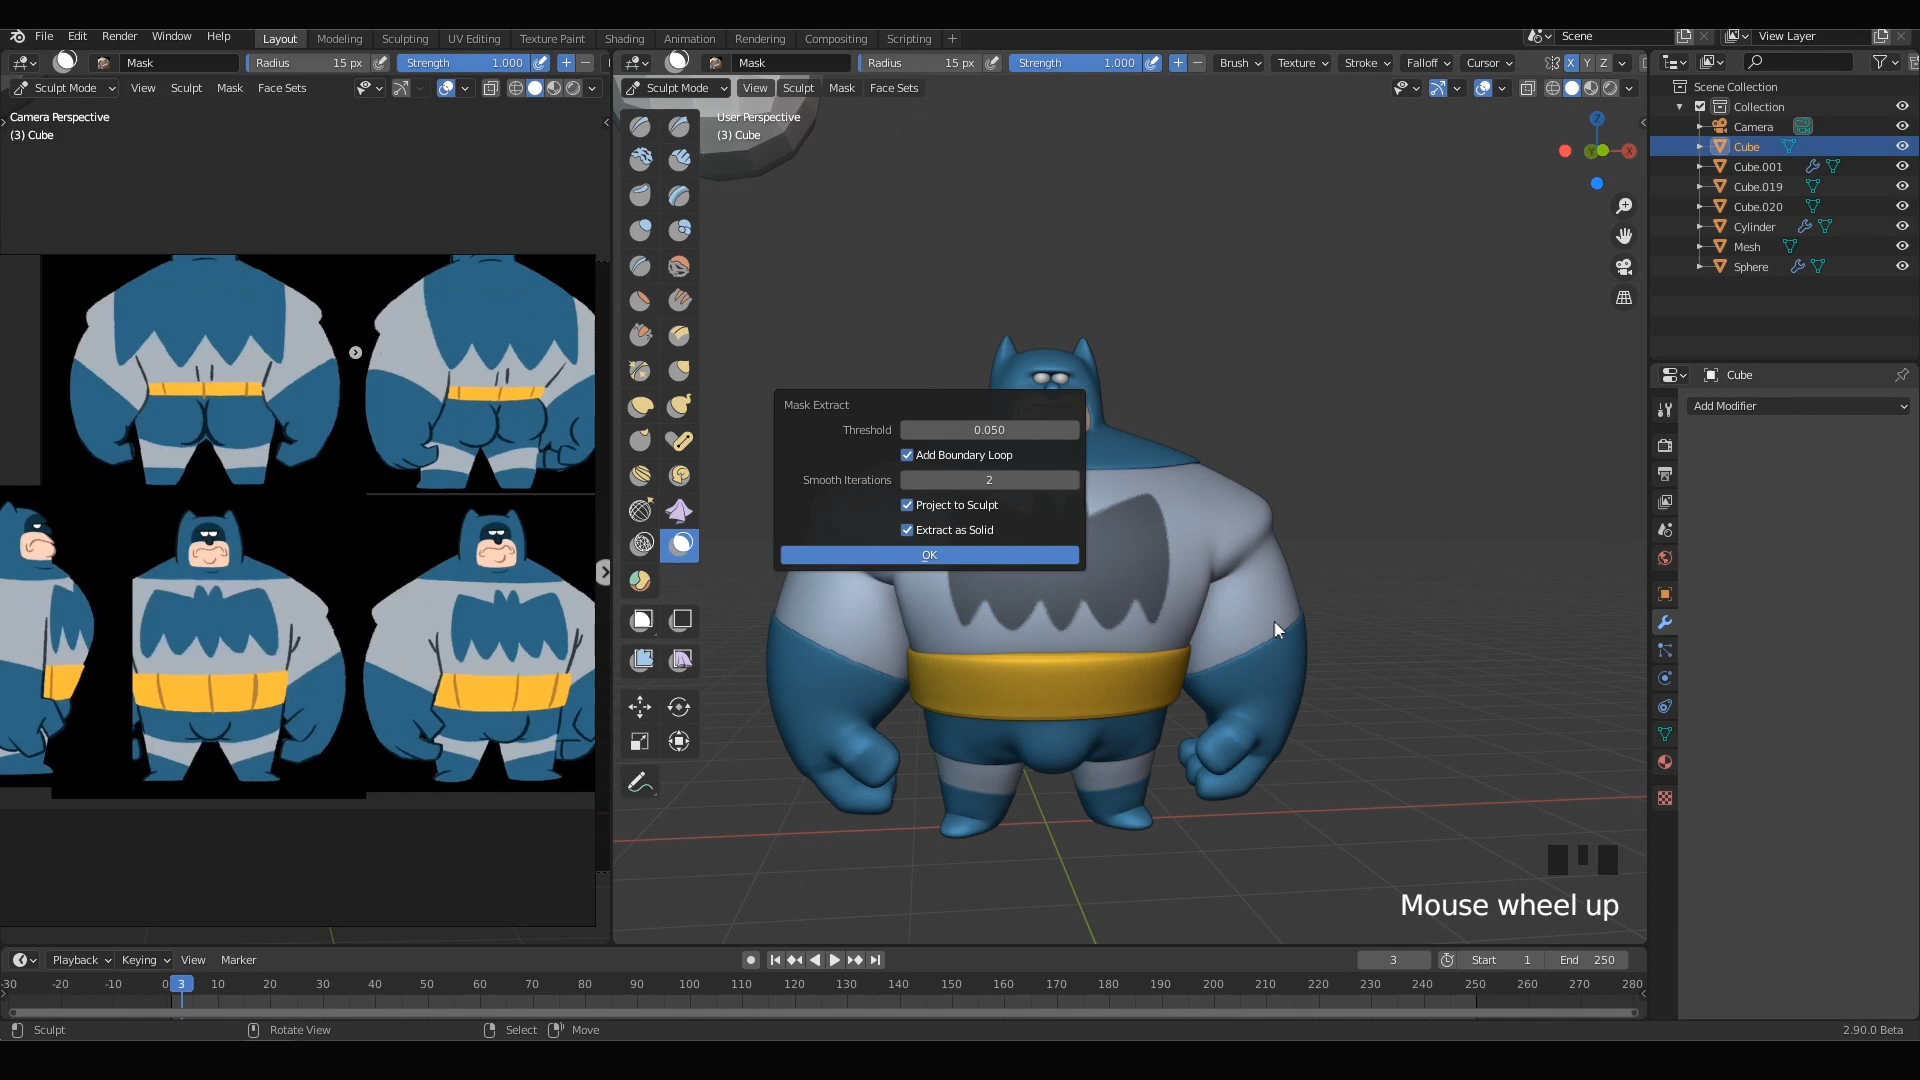 File Edit Render Window Help Layout Modeling Sculpting UV Editing Texture Paint Shading Animation Rendering Compositing Scripting + Scene View Layer
Mask Radius 15 px Strength 1.000 Mask Radius 15 px Strength 1.000 Brush Texture Stroke Falloff Cursor X Y Z
Sculpt Mode View Sculpt Mask Face Sets Sculpt Mode View Sculpt Mask Face Sets
Camera Perspective
(3) Cube
User Perspective
(3) Cube
Z
X
Y
Scene Collection
Collection
Camera
Cube
Cube.001
Cube.019
Cube.020
Cylinder
Mesh
Sphere
Cube
Add Modifier
Mask Extract
Threshold 0.050
Add Boundary Loop
Smooth Iterations 2
Project to Sculpt
Extract as Solid
OK
Mouse wheel up
Playback Keying View Marker 3 Start 1 End 250
-30 -20 -10 0 3 10 20 30 40 50 60 70 80 90 100 110 120 130 140 150 160 170 180 190 200 210 220 230 240 250 260 270 280
Sculpt Rotate View Select Move 2.90.0 Beta